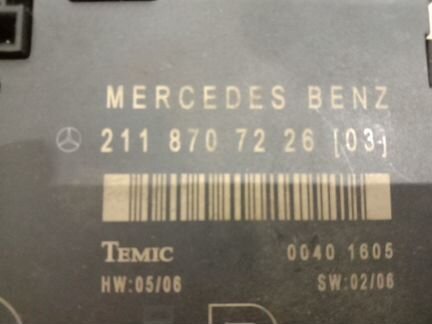 MERCEDES BENZ
211 870 72 26 [03]
TEMIC 0040 1605
HW:05/06 SW:02/06